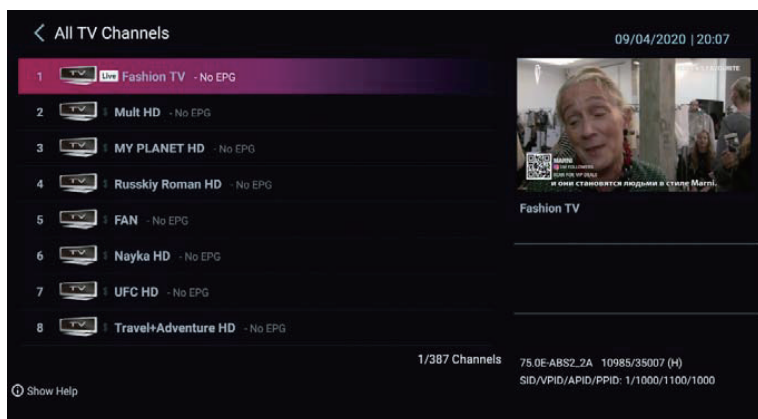 All TV Channels
09/04/2020 | 20:07
1 TV Live Fashion TV - No EPG
2 TV $ Mult HD - No EPG
3 TV $ MY PLANET HD - No EPG
4 TV $ Russkiy Roman HD - No EPG
5 TV $ FAN - No EPG
6 TV $ Nayka HD - No EPG
7 TV $ UFC HD - No EPG
8 TV $ Travel+Adventure HD - No EPG
MARNI
SCAN FOR VIP DEALS
и они становятся людьми в стиле Marni.
Fashion TV
1/387 Channels
75.0E-ABS2_2A 10985/35007 (H)
SID/VPID/APID/PPID: 1/1000/1100/1000
Show Help